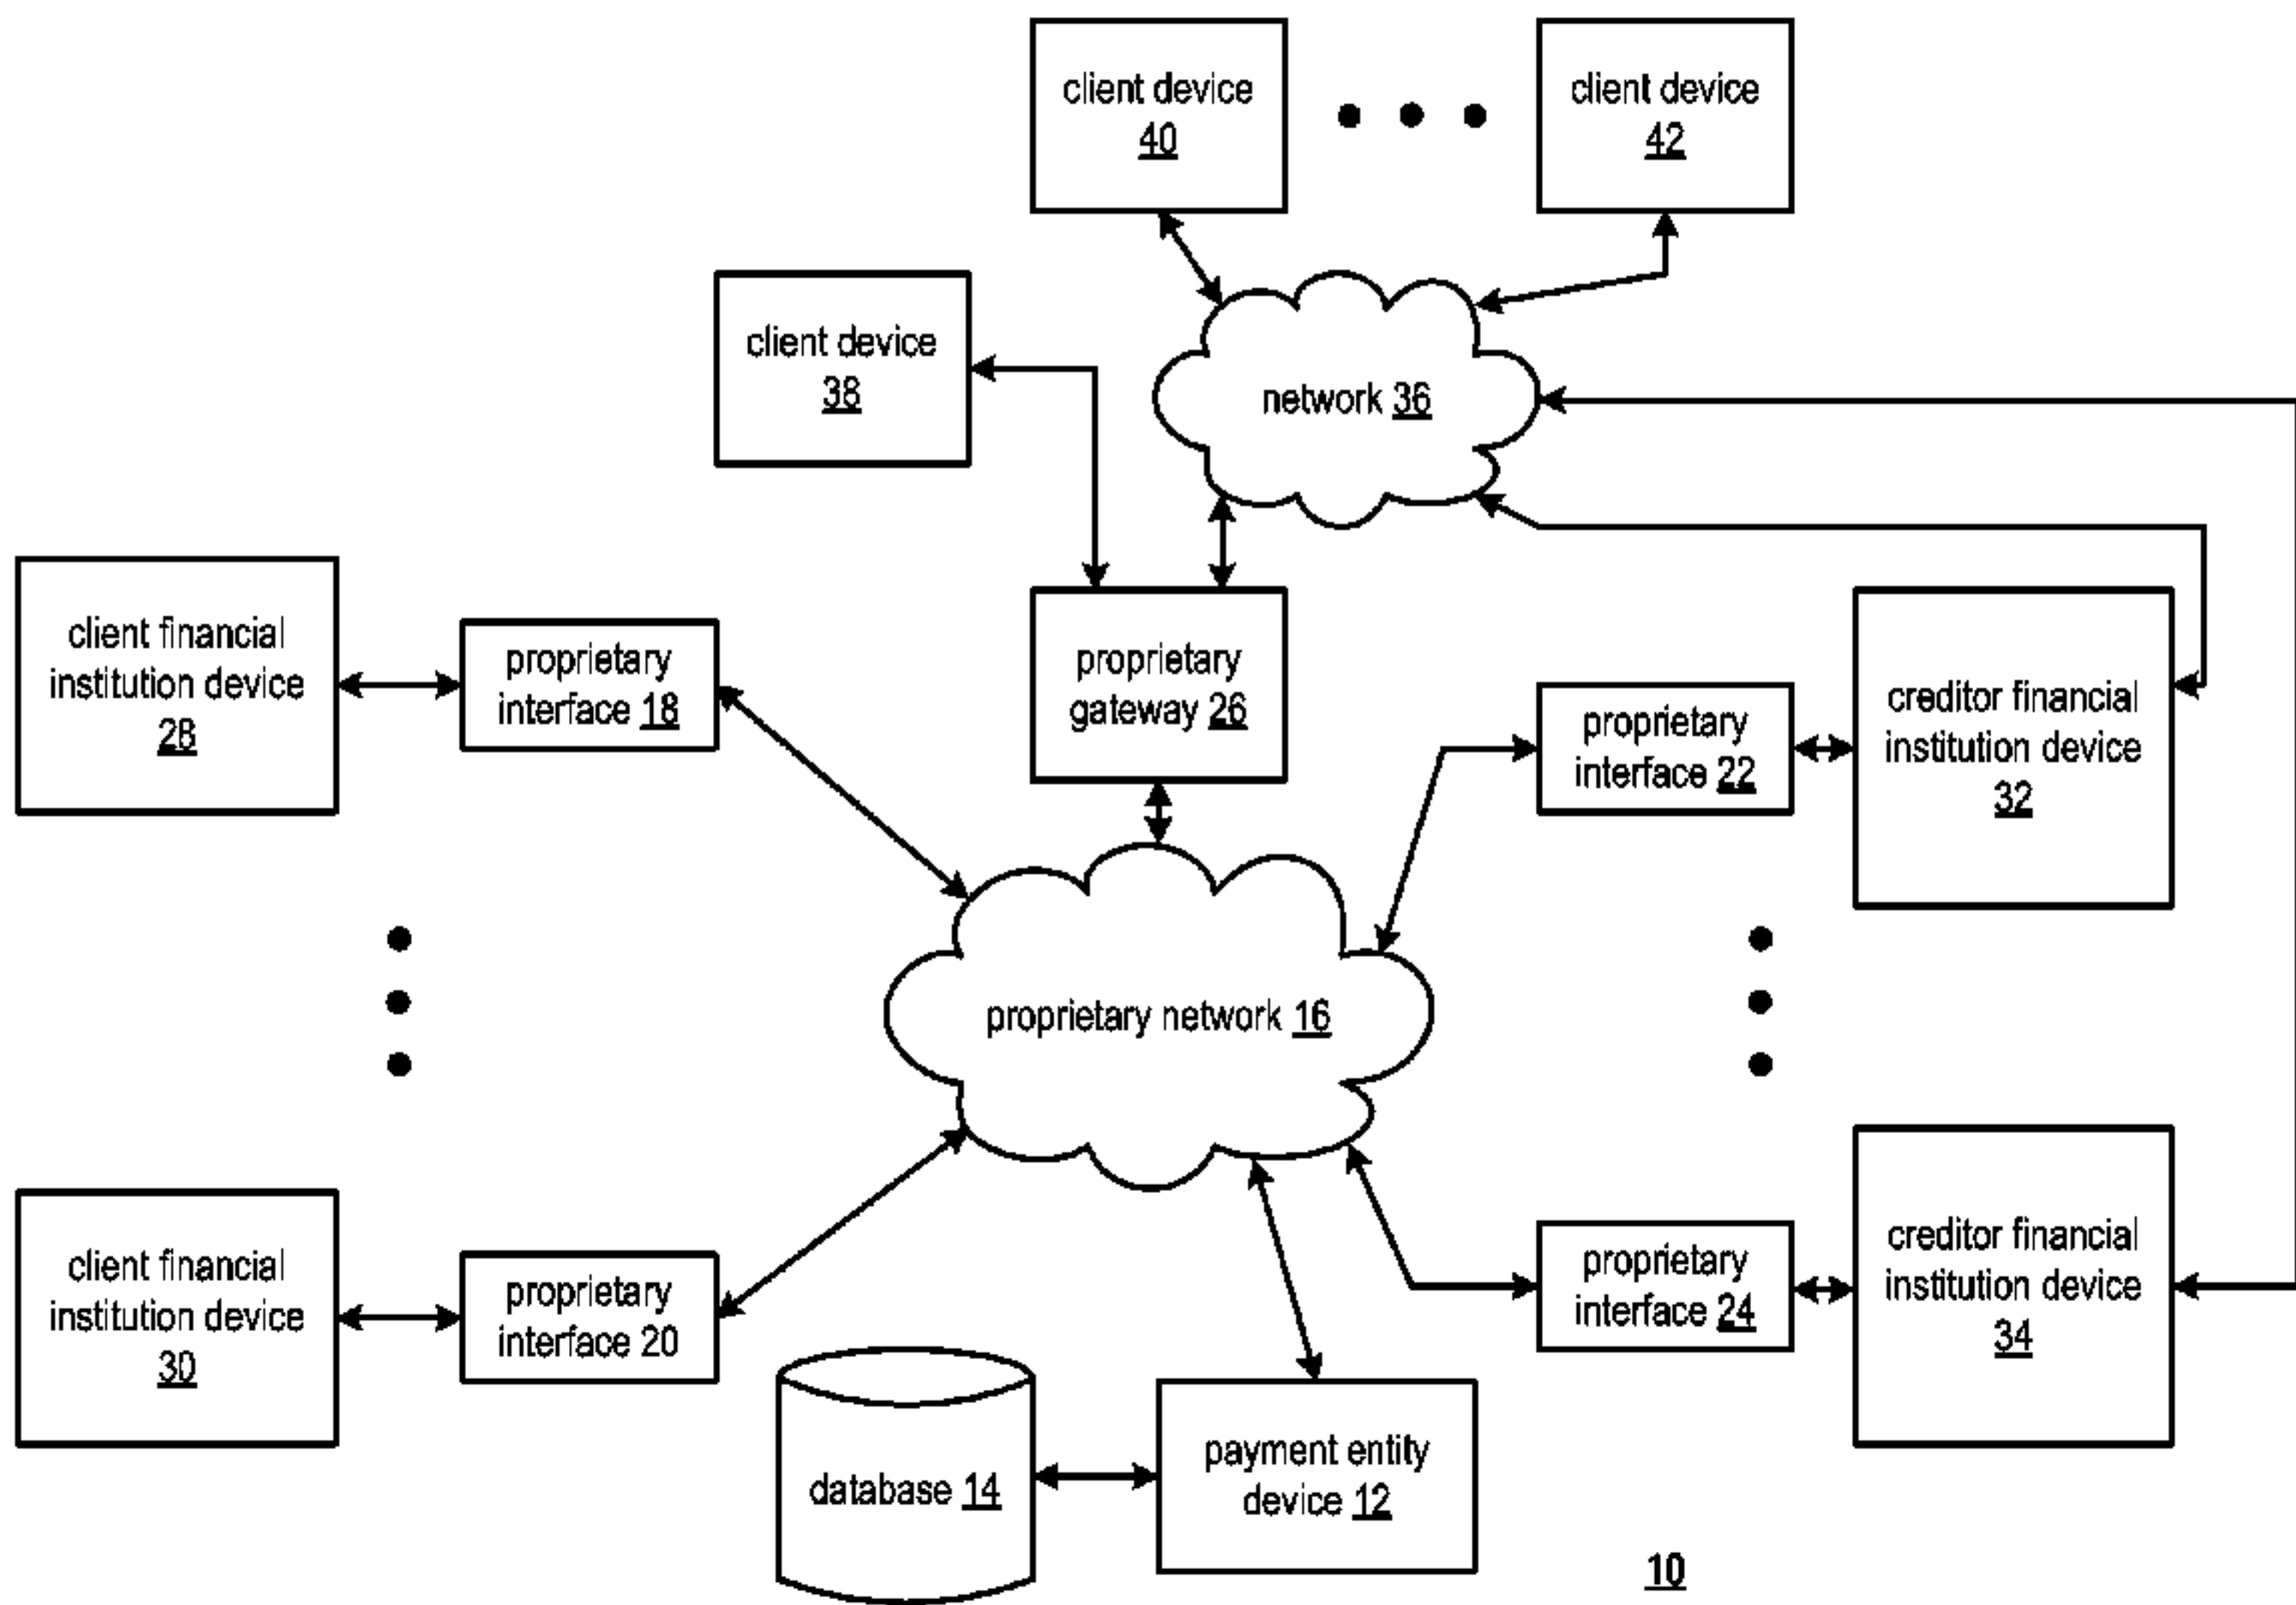 client device
40
client device
42
client device
38
network 36
client financial
institution device
28
proprietary
interface 18
proprietary
gateway 26
proprietary
interface 22
creditor financial
institution device
32
proprietary network 16
client financial
institution device
30
proprietary
interface 20
proprietary
interface 24
creditor financial
institution device
34
database 14
payment entity
device 12
10